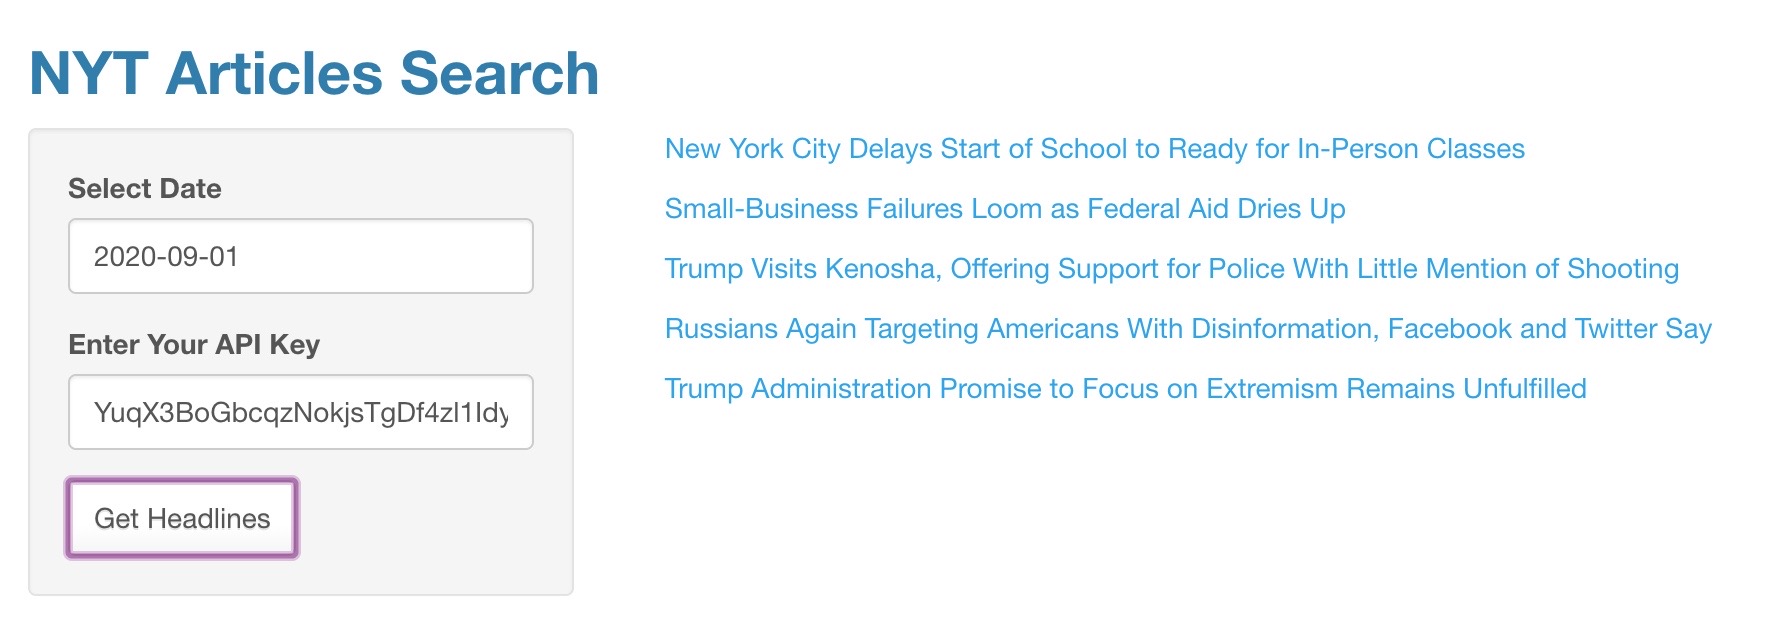 NYT Articles Search
Select Date
2020-09-01
Enter Your API Key
YuqX3BoGbcqzNokjsTgDf4zl1Idy
Get Headlines
New York City Delays Start of School to Ready for In-Person Classes
Small-Business Failures Loom as Federal Aid Dries Up
Trump Visits Kenosha, Offering Support for Police With Little Mention of Shooting
Russians Again Targeting Americans With Disinformation, Facebook and Twitter Say
Trump Administration Promise to Focus on Extremism Remains Unfulfilled